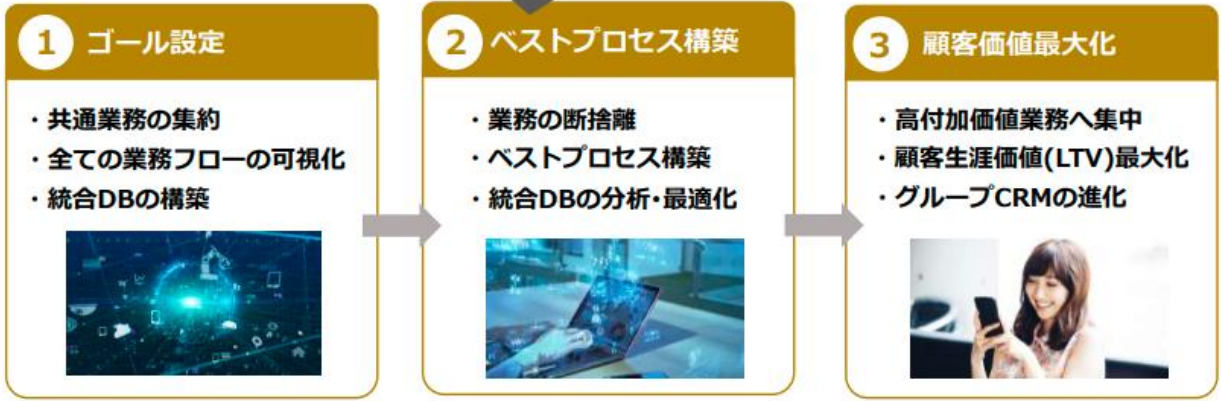 1 ゴール設定
・共通業務の集約
・全ての業務フローの可視化
・統合DBの構築
2 ベストプロセス構築
・業務の断捨離
・ベストプロセス構築
・統合DBの分析・最適化
3 顧客価値最大化
・高付加価値業務へ集中
・顧客生涯価値(LTV)最大化
・グループCRMの進化